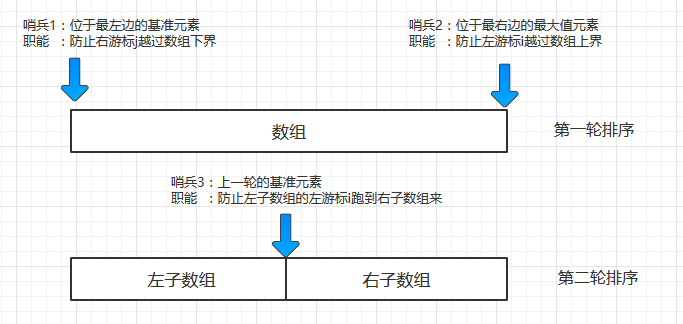 哨兵1：位于最左边的基准元素
职能 ：防止右游标j越过数组下界
哨兵2：位于最右边的最大值元素
职能 ：防止左游标i越过数组上界
数组
第一轮排序
哨兵3：上一轮的基准元素
职能 ：防止左子数组的左游标i跑到右子数组来
左子数组
右子数组
第二轮排序